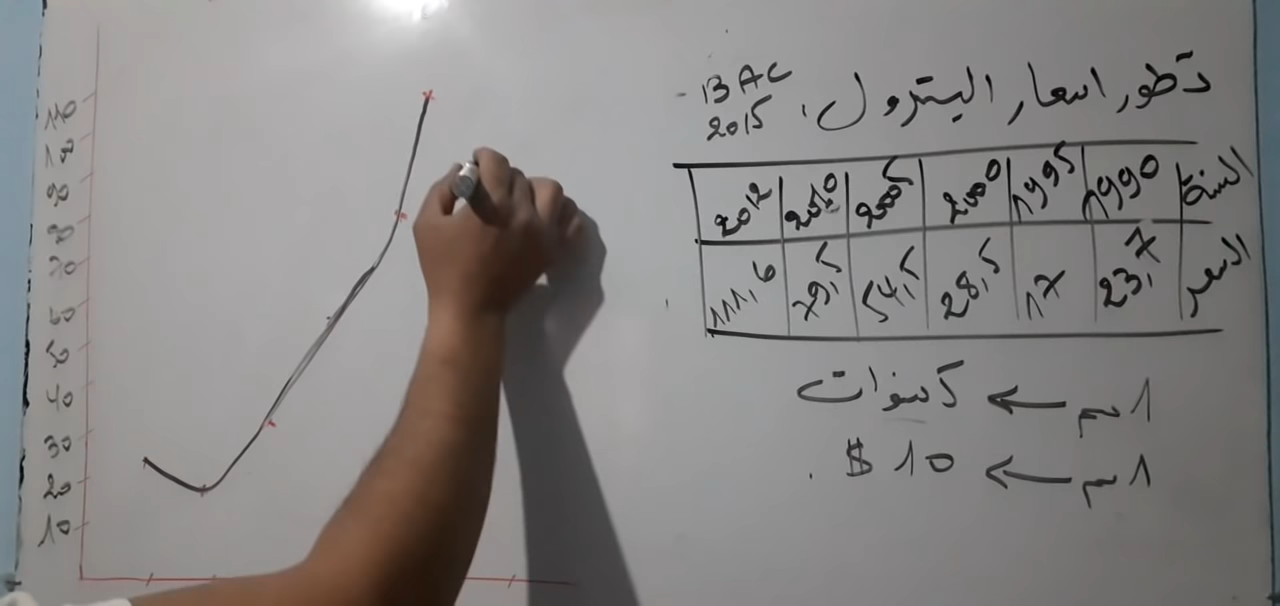 تطور اسعار البترول،
BAC
2015
السنة 1990 1995 2000 2005 2010 2012
السعر 23,7 17 28,5 54,5 79,5 111,6
1 سم ← 5 سنوات
1 سم ← 10 $
110
100
90
80
70
60
50
40
30
20
10